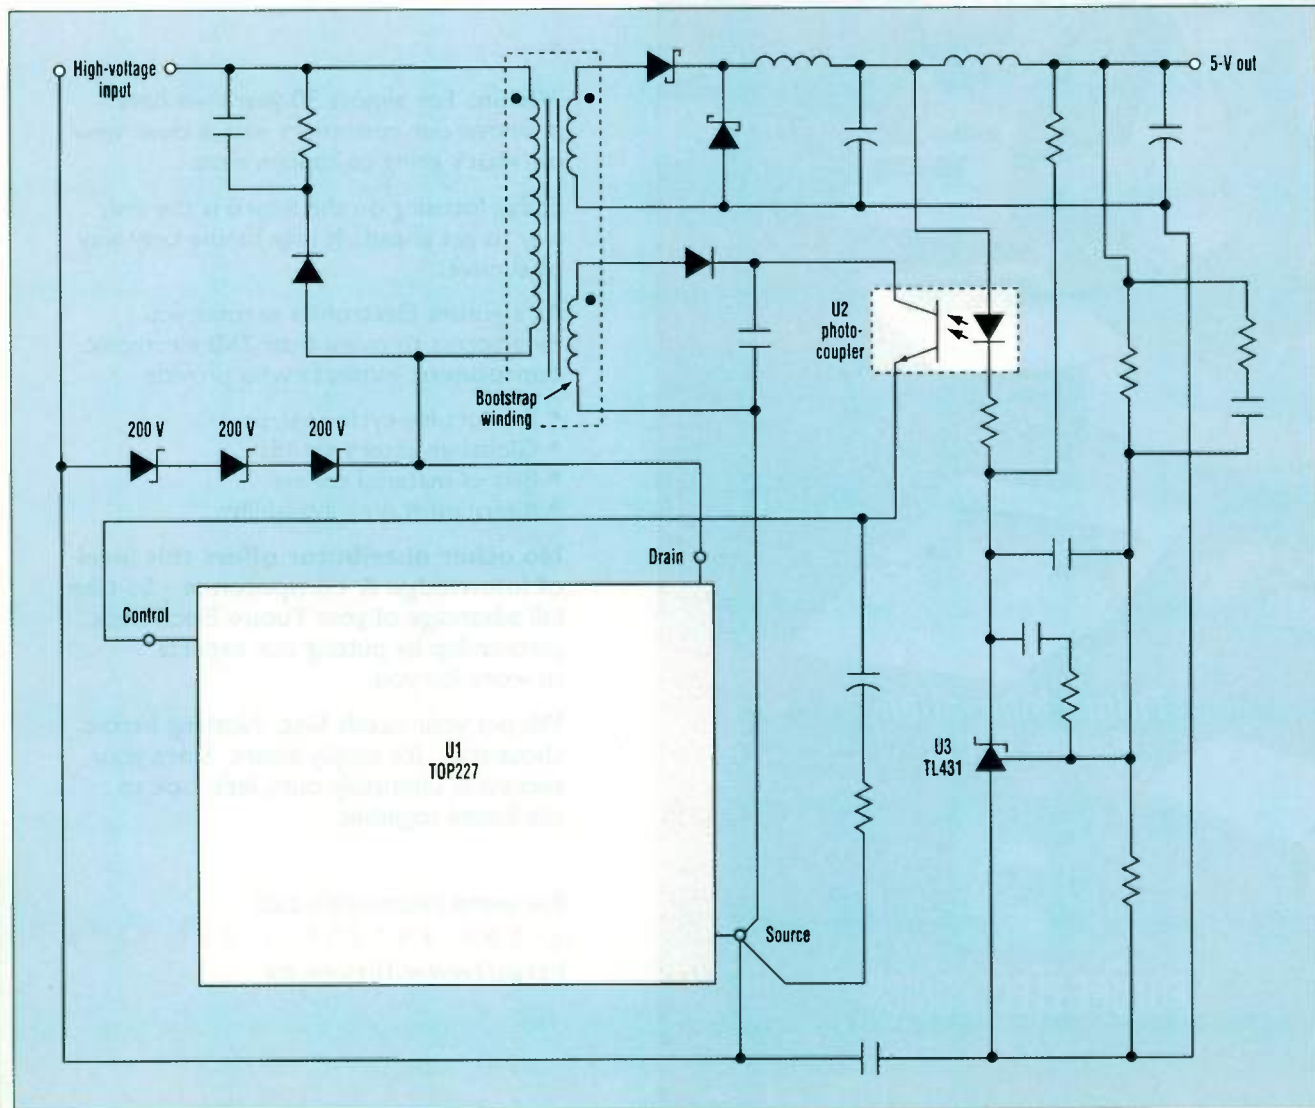 High-voltage
input
5-V out
U2
photo-
coupler
Bootstrap
winding
200 V 200 V 200 V
Drain
Control
U1
TOP227
U3
TL431
Source